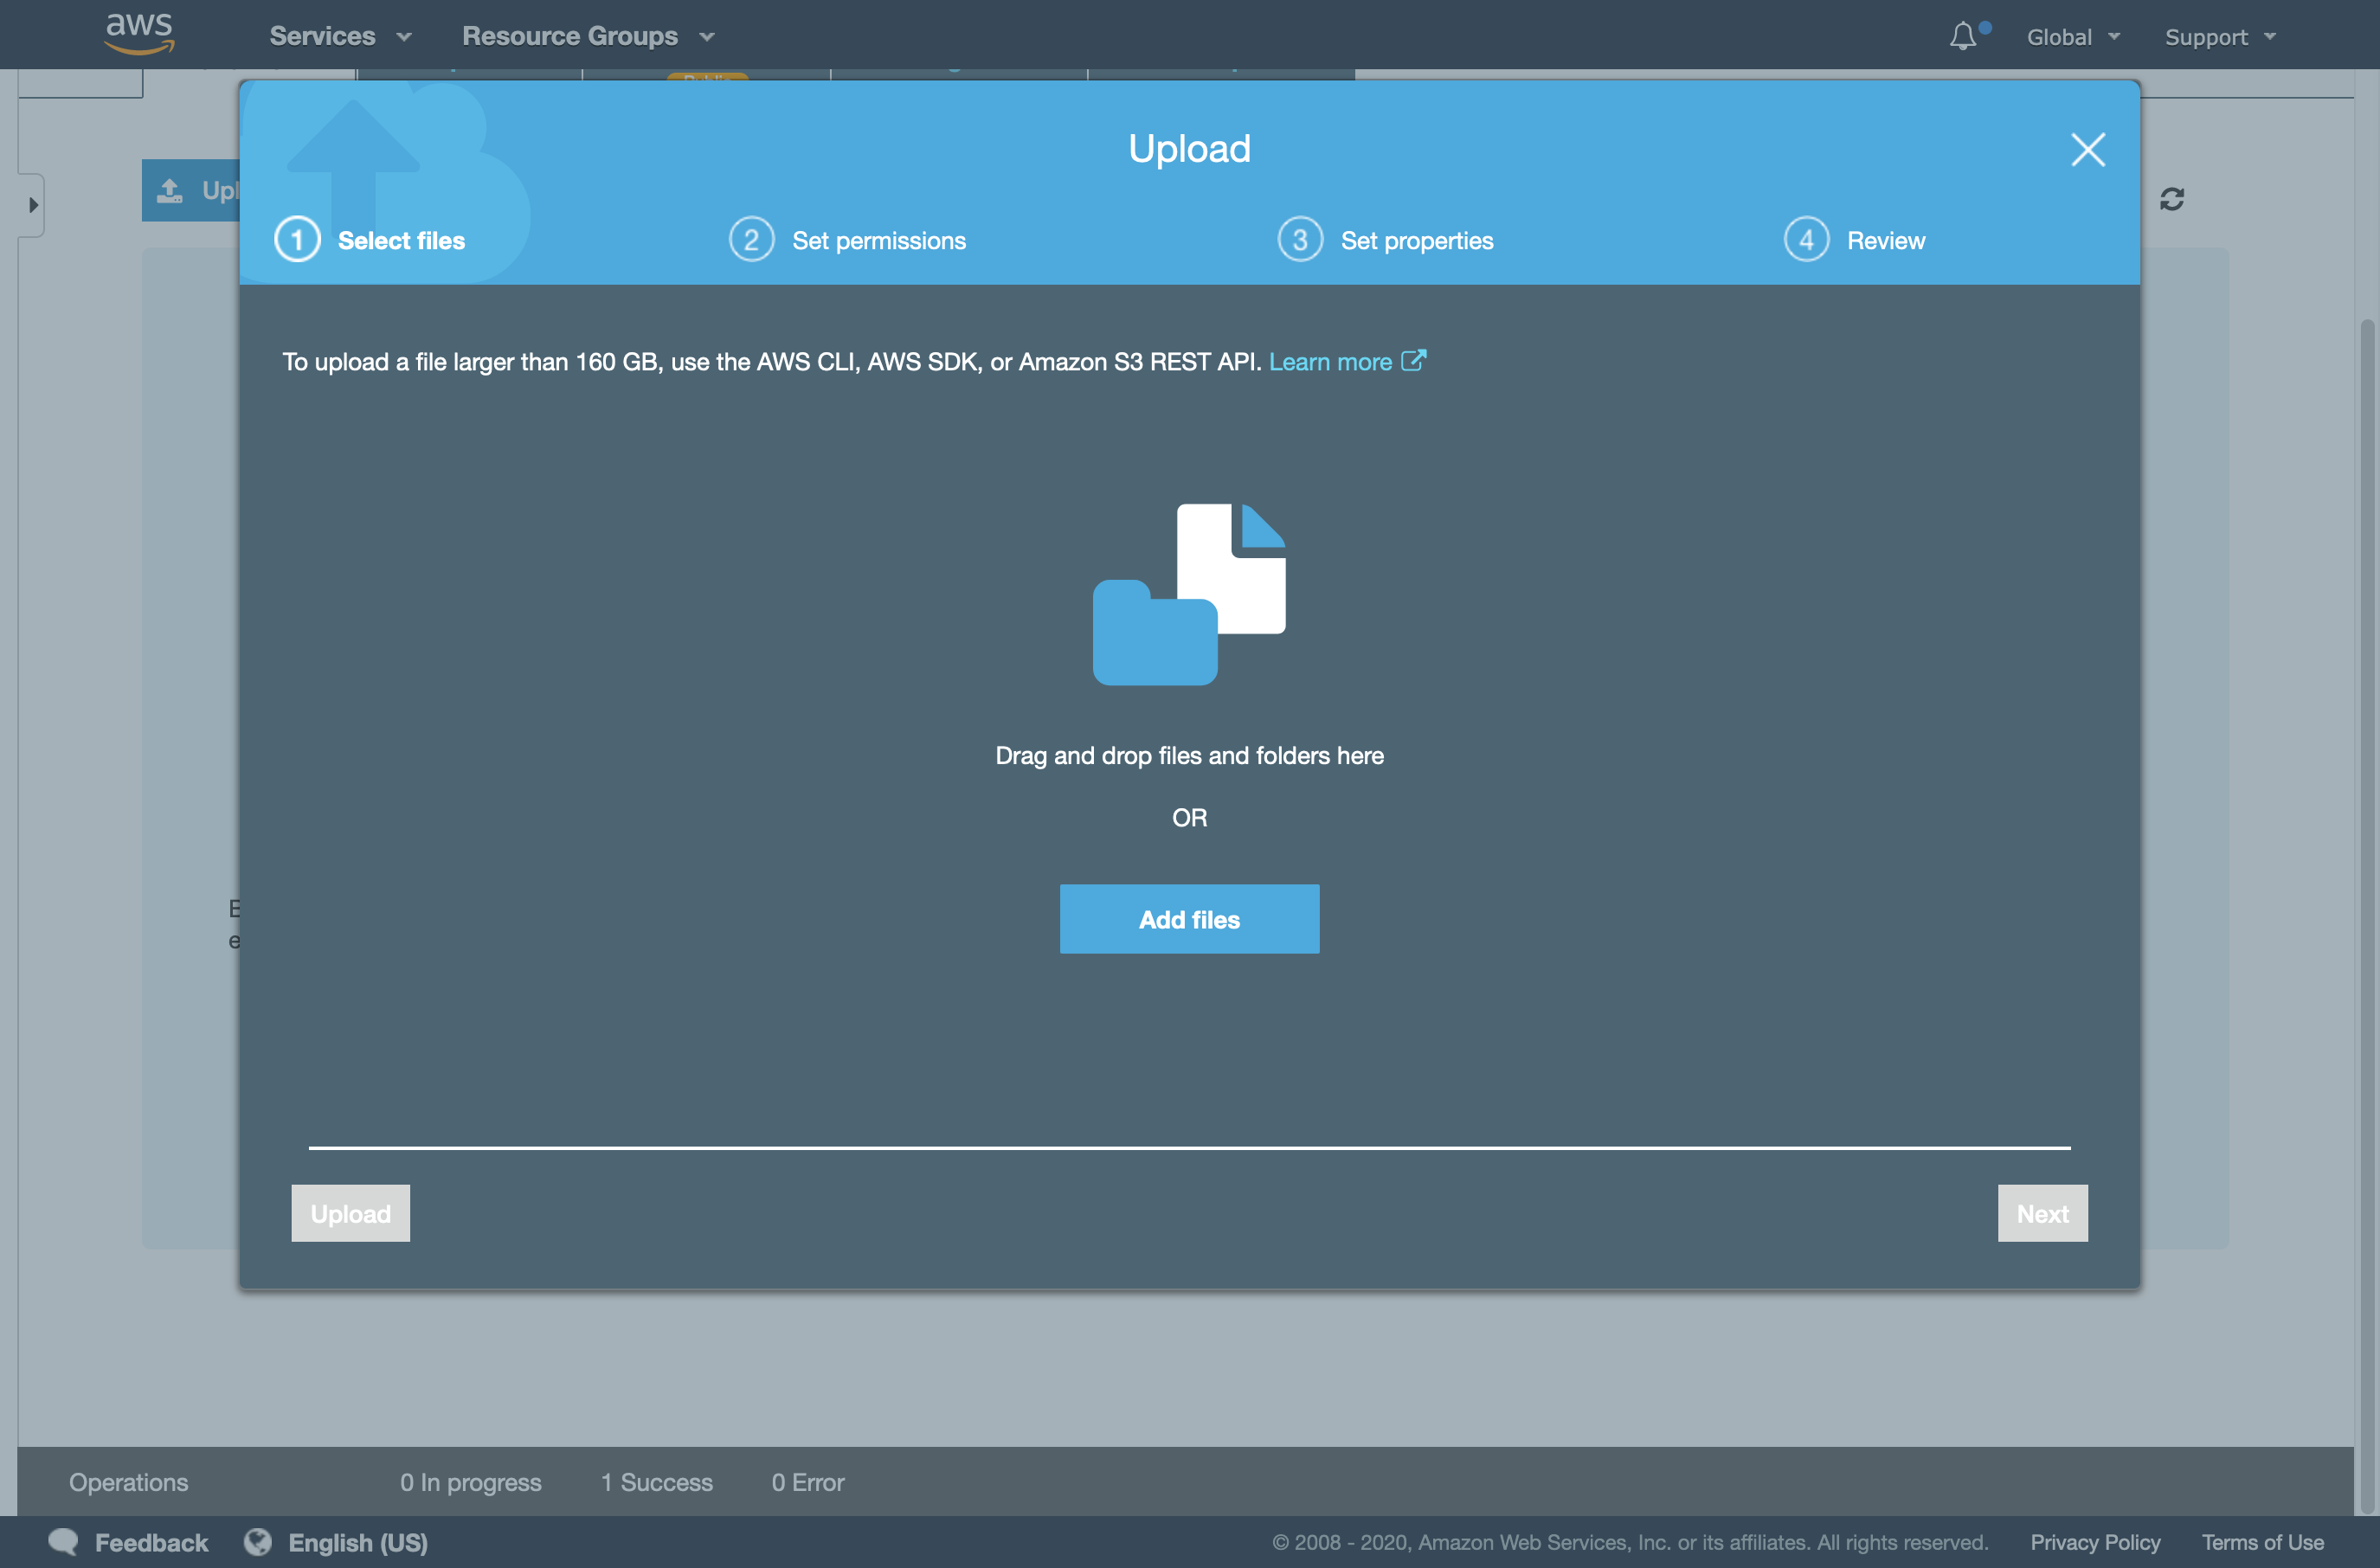 aws Services Resource Groups Global Support
Upload
1 Select files 2 Set permissions 3 Set properties 4 Review
To upload a file larger than 160 GB, use the AWS CLI, AWS SDK, or Amazon S3 REST API. Learn more
Drag and drop files and folders here
OR
Add files
Upload Next
Operations 0 In progress 1 Success 0 Error
Feedback English (US) © 2008 - 2020, Amazon Web Services, Inc. or its affiliates. All rights reserved. Privacy Policy Terms of Use